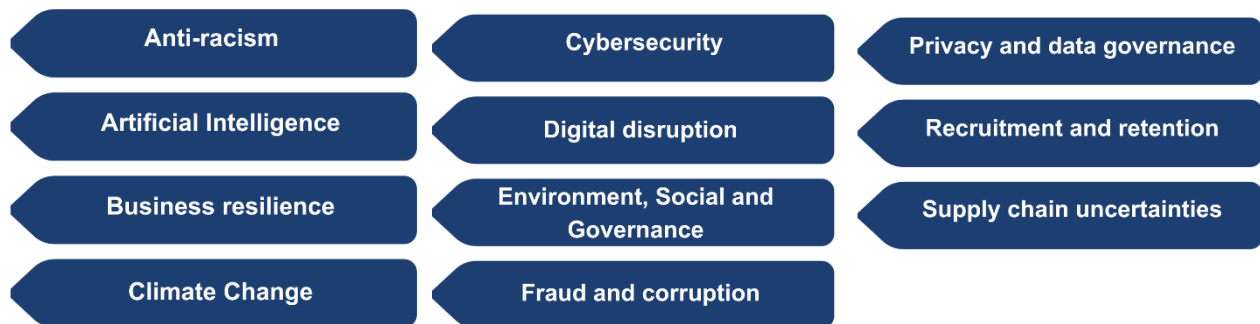 Anti-racism
Artificial Intelligence
Business resilience
Climate Change
Cybersecurity
Digital disruption
Environment, Social and
Governance
Fraud and corruption
Privacy and data governance
Recruitment and retention
Supply chain uncertainties